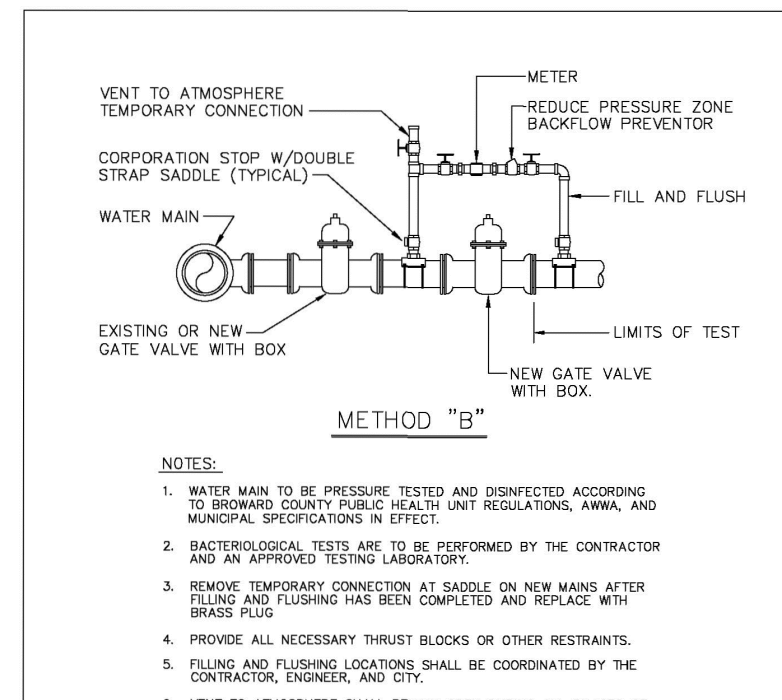 VENT TO ATMOSPHERE
TEMPORARY CONNECTION
METER
REDUCE PRESSURE ZONE
BACKFLOW PREVENTOR
CORPORATION STOP W/DOUBLE
STRAP SADDLE (TYPICAL)
FILL AND FLUSH
WATER MAIN
EXISTING OR NEW
GATE VALVE WITH BOX
LIMITS OF TEST
NEW GATE VALVE
WITH BOX.
METHOD "B"
NOTES:
1. WATER MAIN TO BE PRESSURE TESTED AND DISINFECTED ACCORDING
TO BROWARD COUNTY PUBLIC HEALTH UNIT REGULATIONS, AWWA, AND
MUNICIPAL SPECIFICATIONS IN EFFECT.
2. BACTERIOLOGICAL TESTS ARE TO BE PERFORMED BY THE CONTRACTOR
AND AN APPROVED TESTING LABORATORY.
3. REMOVE TEMPORARY CONNECTION AT SADDLE ON NEW MAINS AFTER
FILLING AND FLUSHING HAS BEEN COMPLETED AND REPLACE WITH
BRASS PLUG
4. PROVIDE ALL NECESSARY THRUST BLOCKS OR OTHER RESTRAINTS.
5. FILLING AND FLUSHING LOCATIONS SHALL BE COORDINATED BY THE
CONTRACTOR, ENGINEER, AND CITY.
VENT TO ATMOSPHERE SHALL BE